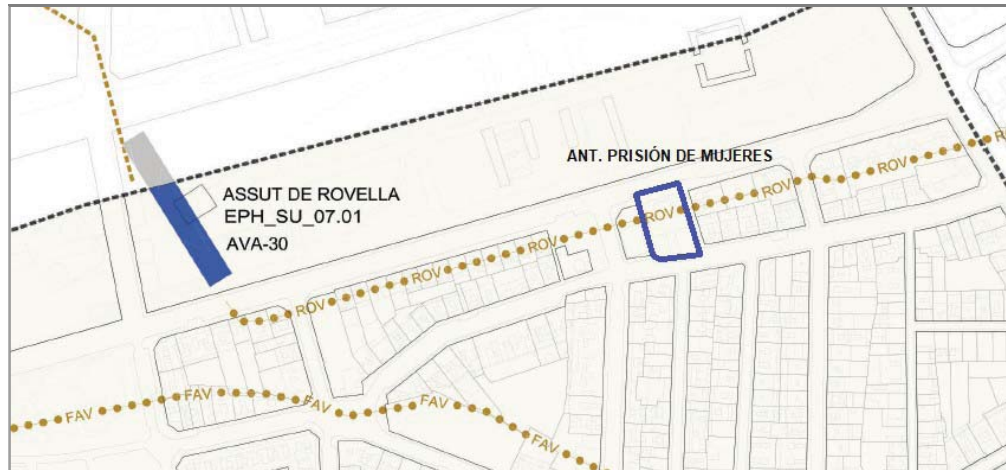 ANT. PRISIÓN DE MUJERES
ROV
ROV
ROV
ASSUT DE ROVELLA
EPH_SU_07.01
AVA-30
ROV
ROV
ROV
ROV
FAV
FAV
FAV
FAV